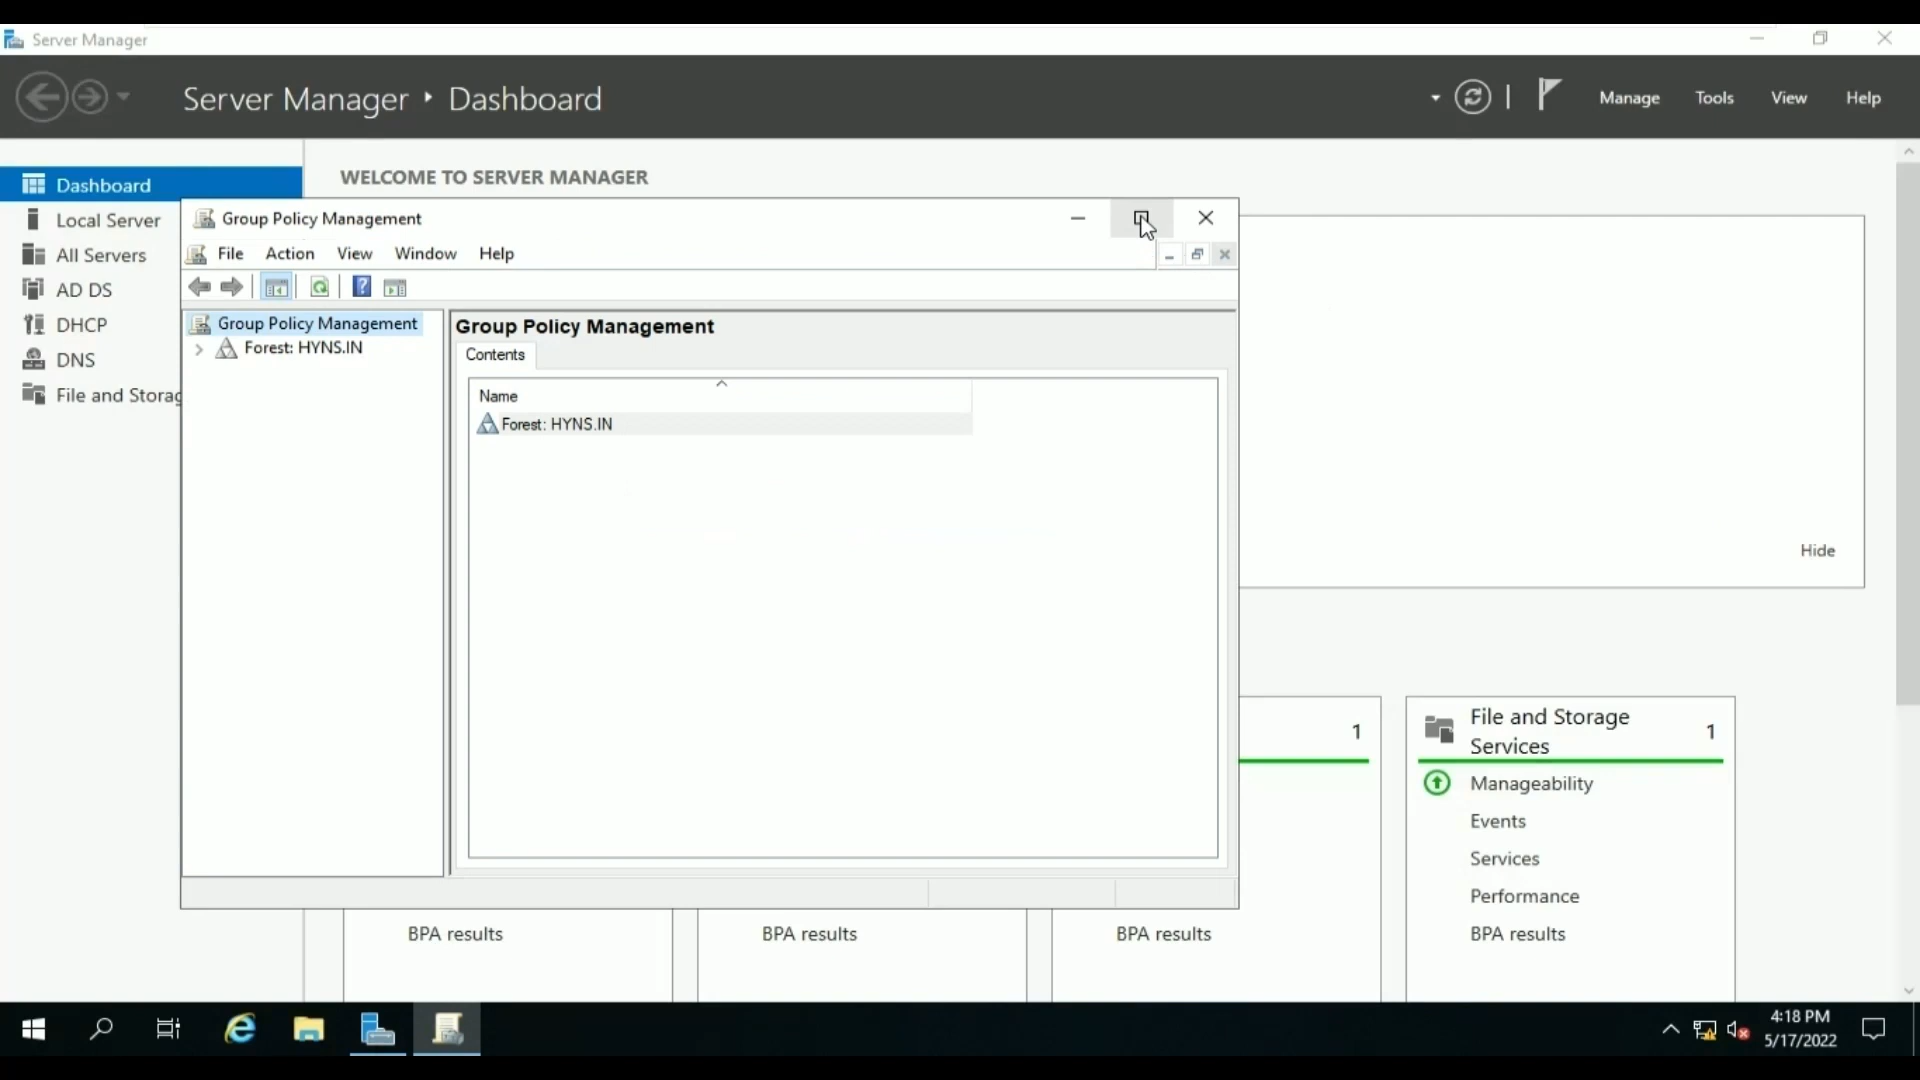 Server Manager
Server Manager ‣ Dashboard
Manage Tools View Help
Dashboard
Local Server
All Servers
AD DS
DHCP
DNS
File and Storag
WELCOME TO SERVER MANAGER
Group Policy Management
File Action View Window Help
Group Policy Management
Forest: HYNS.IN
Group Policy Management
Contents
Name
Forest: HYNS.IN
Hide
1
File and Storage
Services
1
Manageability
Events
Services
Performance
BPA results
BPA results
BPA results
BPA results
4:18 PM
5/17/2022